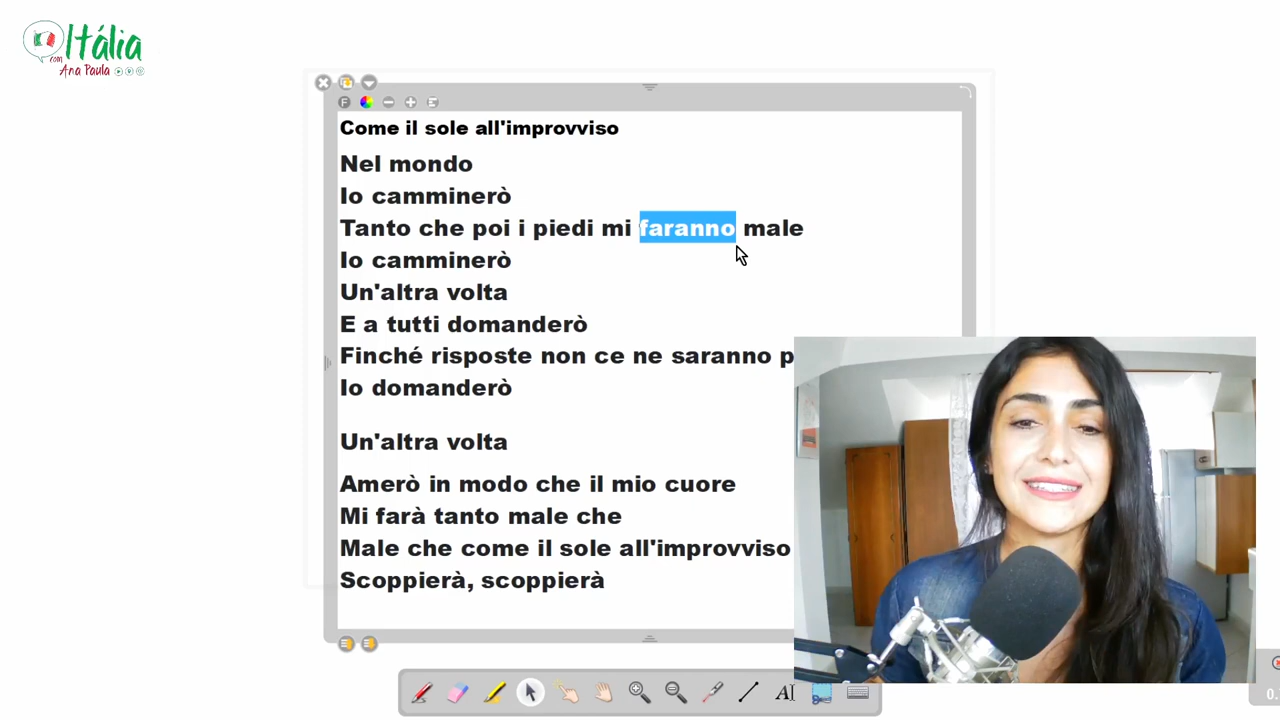 Itália
com
Ana Paula
Come il sole all'improvviso
Nel mondo
Io camminerò
Tanto che poi i piedi mi faranno male
Io camminerò
Un'altra volta
E a tutti domanderò
Finché risposte non ce ne saranno p
Io domanderò
Un'altra volta
Amerò in modo che il mio cuore
Mi farà tanto male che
Male che come il sole all'improvviso
Scoppierà, scoppierà